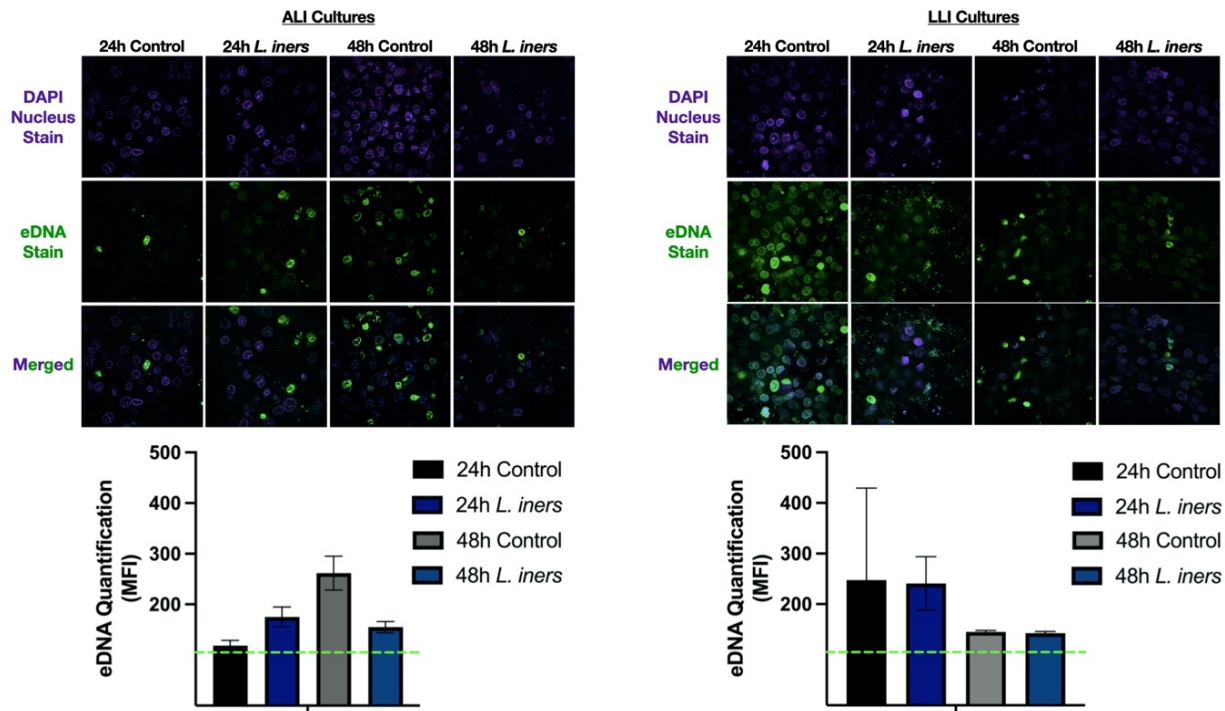 ALI Cultures
24h Control 24h L. iners 48h Control 48h L. iners
DAPI
Nucleus
Stain
eDNA
Stain
Merged
500
400
300
200
eDNA Quantification
(MFI)
24h Control
24h L. iners
48h Control
48h L. iners
LLI Cultures
24h Control 24h L. iners 48h Control 48h L. iners
DAPI
Nucleus
Stain
eDNA
Stain
Merged
500
400
300
200
eDNA Quantification
(MFI)
24h Control
24h L. iners
48h Control
48h L. iners